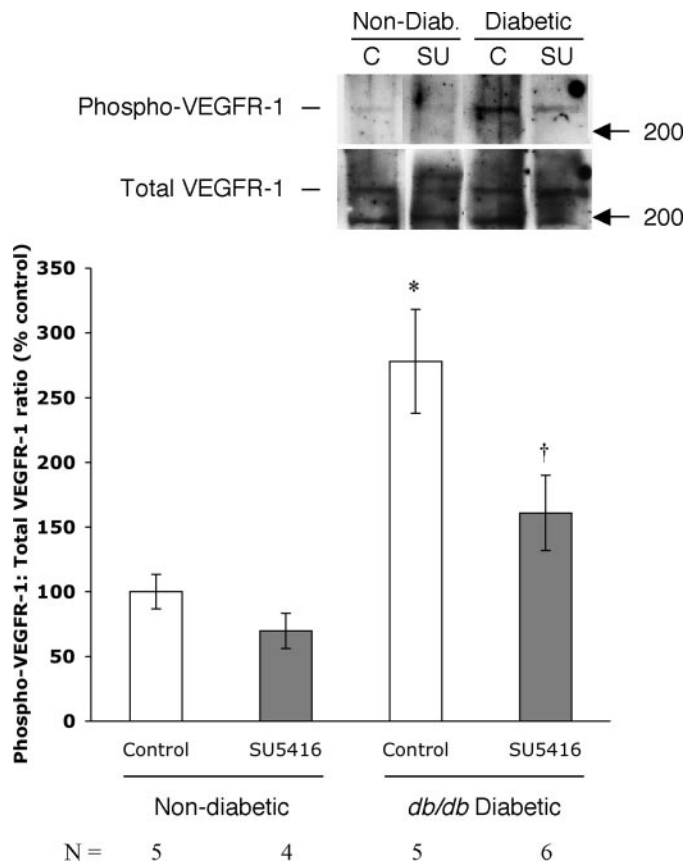 Non-Diab. Diabetic
C SU C SU
Phospho-VEGFR-1 –
← 200
Total VEGFR-1 –
← 200
Phospho-VEGFR-1: Total VEGFR-1 ratio (% control)
350
300
250
200
150
100
50
0
*
†
Control SU5416 Control SU5416
Non-diabetic db/db Diabetic
N = 5 4 5 6